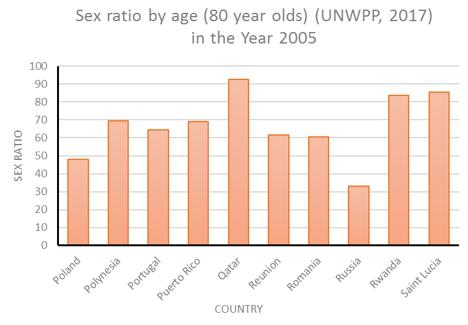 Sex ratio by age (80 year olds) (UNWPP, 2017)
in the Year 2005
SEX RATIO
100
90
80
70
60
50
40
30
20
10
0
Poland
Polynesia
Portugal
Puerto Rico
Qatar
Reunion
Romania
Russia
Rwanda
Saint Lucia
COUNTRY